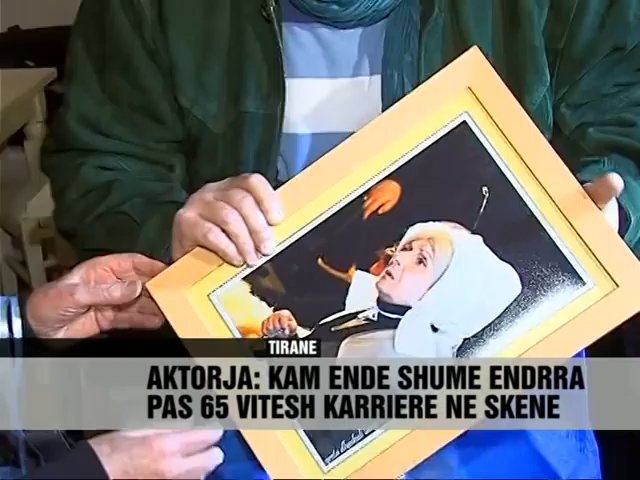 TIRANE
AKTORJA: KAM ENDE SHUME ENDRRA
PAS 65 VITESH KARRIERE NE SKENE